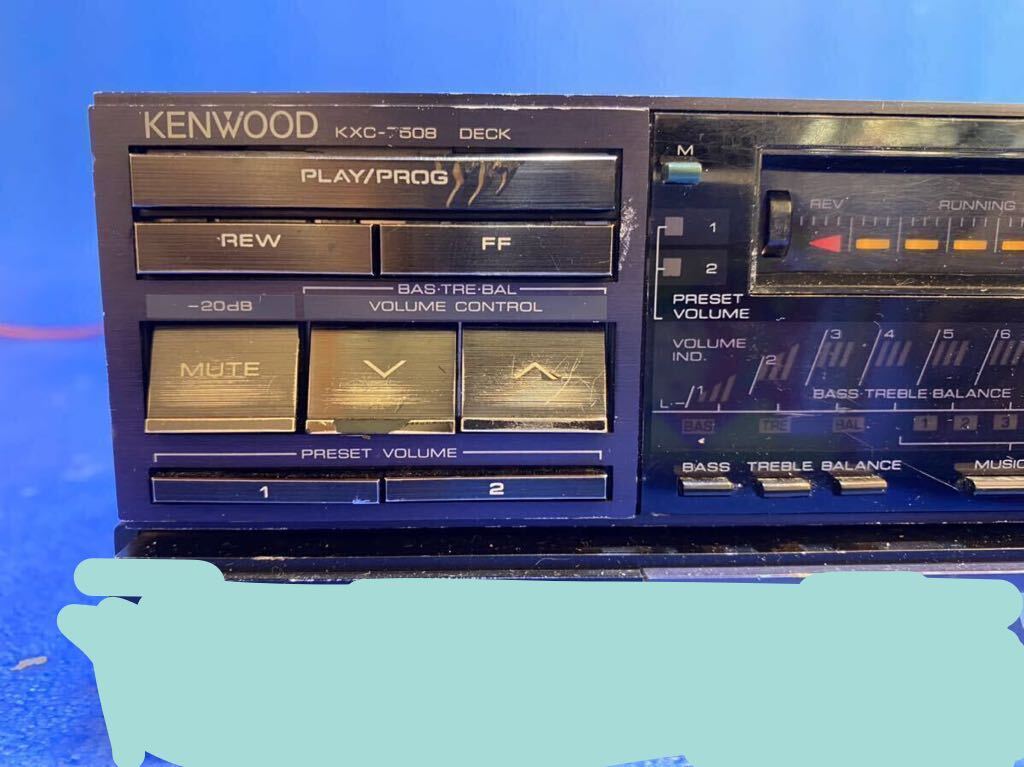 KENWOOD KXC-7508 DECK
PLAY/PROG
REW FF
BAS·TRE·BAL
-20dB VOLUME CONTROL
MUTE
PRESET VOLUME
1 2
M
REV RUNNING
1
2
PRESET
VOLUME
VOLUME
IND.
L 1 2 3 4 5 6
BASS·TREBLE·BALANCE
BAS TRE BAL 1 2 3
BASS TREBLE BALANCE MUSIC